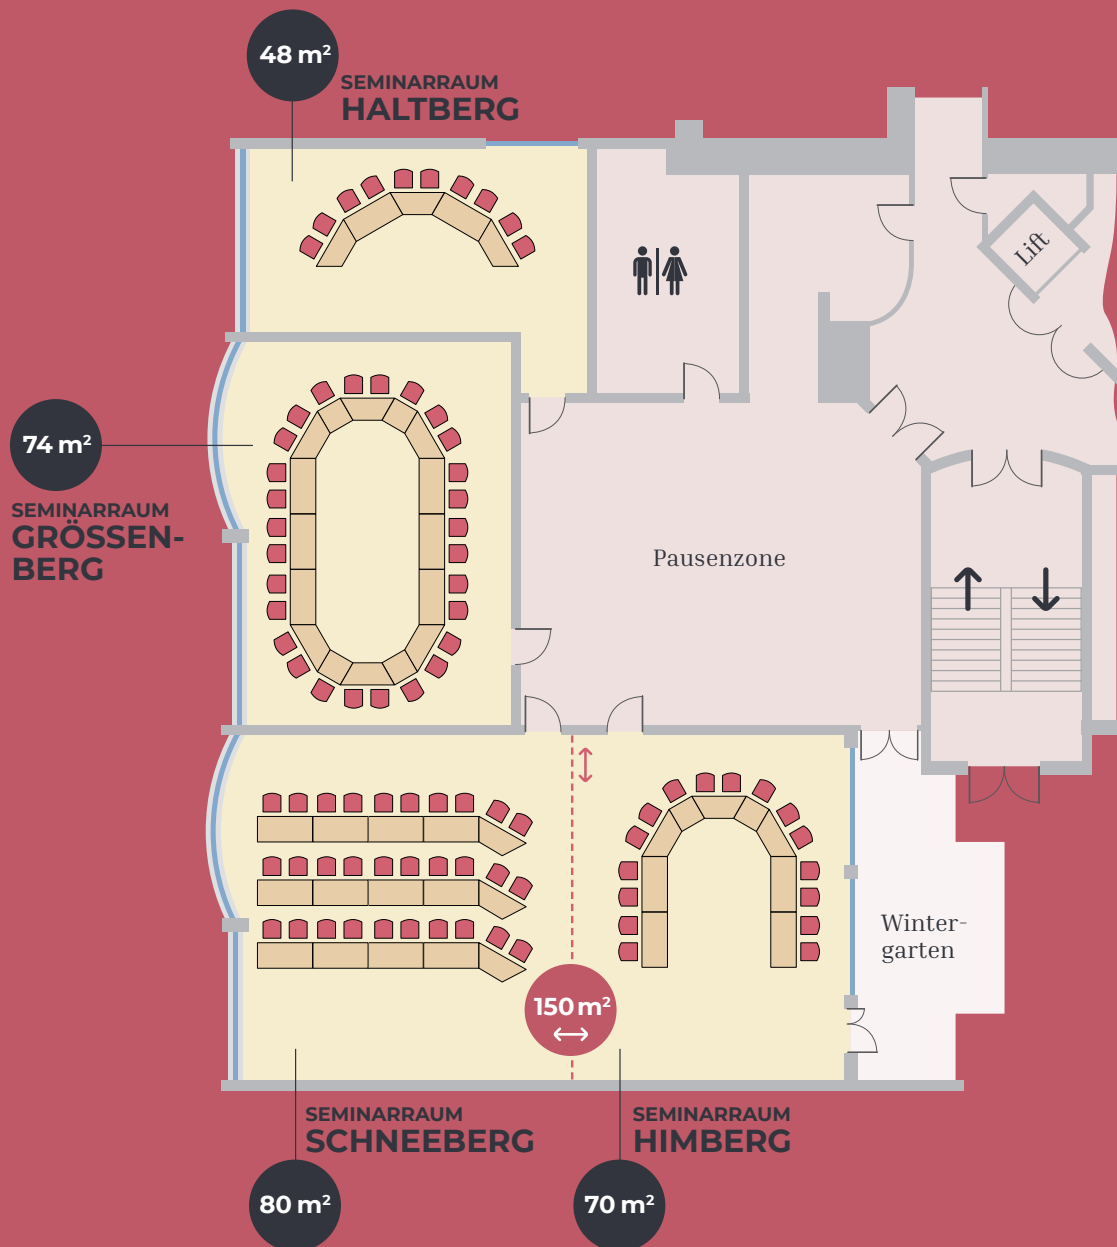 48 m²
SEMINARRAUM
HALTBERG
Lift
74 m²
SEMINARRAUM
GRÖSSEN-
BERG
Pausenzone
Winter-
garten
150 m²
SEMINARRAUM
SCHNEEBERG
80 m²
SEMINARRAUM
HIMBERG
70 m²